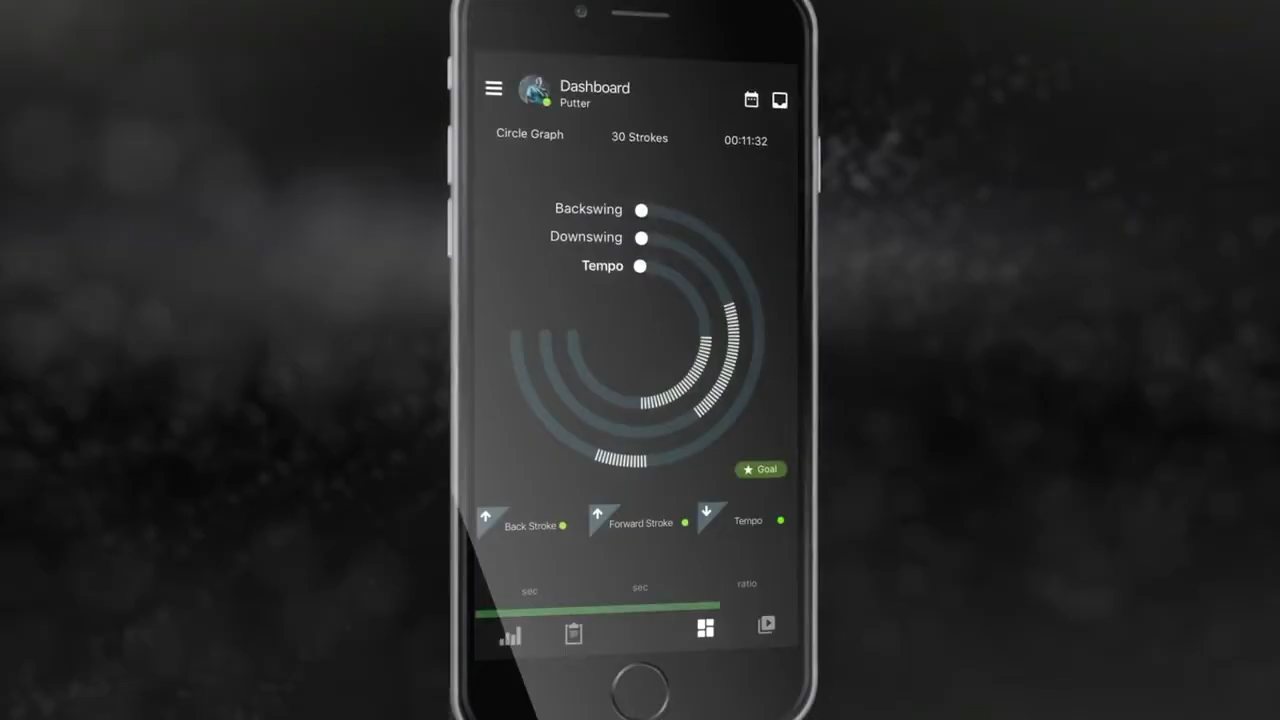 Dashboard
Putter
Circle Graph 30 Strokes 00:11:32
Backswing
Downswing
Tempo
Goal
Back Stroke Forward Stroke Tempo
sec sec ratio